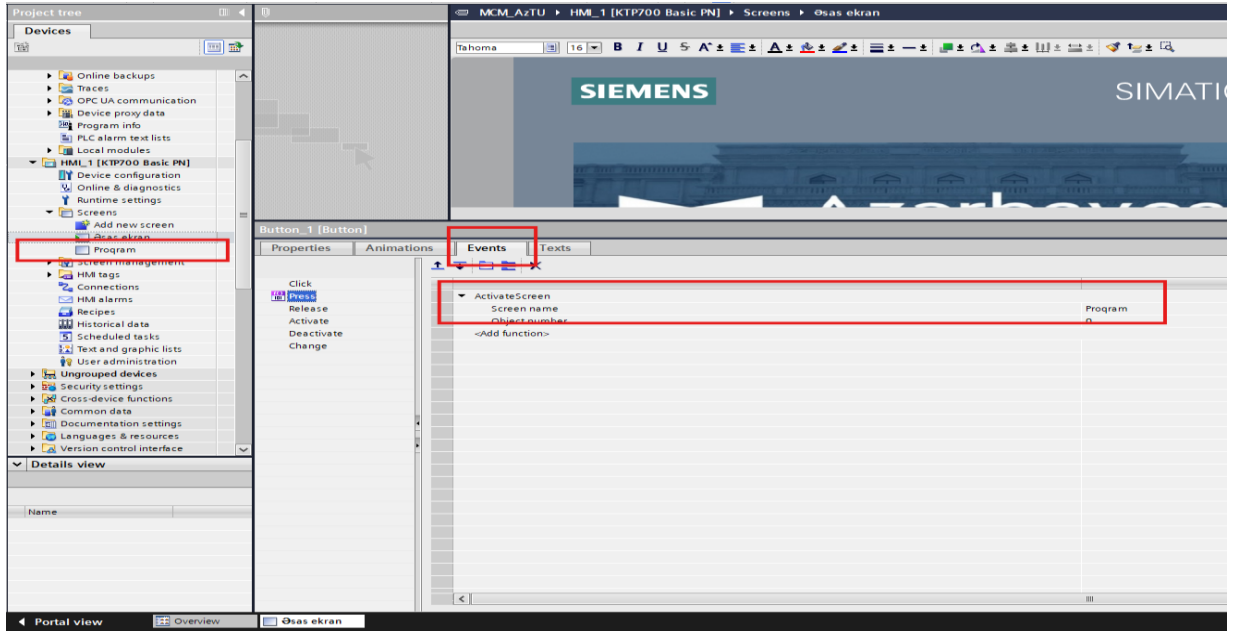 Project tree
Devices
Online backups
Traces
OPC UA communication
Device proxy data
Program info
PLC alarm text lists
Local modules
HMI_1 [KTP700 Basic PN]
Device configuration
Online & diagnostics
Runtime settings
Screens
Add new screen
Əsas ekran
Proqram
Screen management
HMI tags
Connections
HMI alarms
Recipes
Historical data
Scheduled tasks
Text and graphic lists
User administration
Ungrouped devices
Security settings
Cross-device functions
Common data
Documentation settings
Languages & resources
Version control interface
Details view
Name
MCM_AzTU ▸ HMI_1 [KTP700 Basic PN] ▸ Screens ▸ Əsas ekran
Tahoma 16 B I U S A
SIEMENS SIMATI
Button_1 [Button]
Properties Animations Events Texts
Click
Press
Release
Activate
Deactivate
Change
ActivateScreen
Screen name Proqram
Object number 0
<Add function>
Portal view Overview Əsas ekran